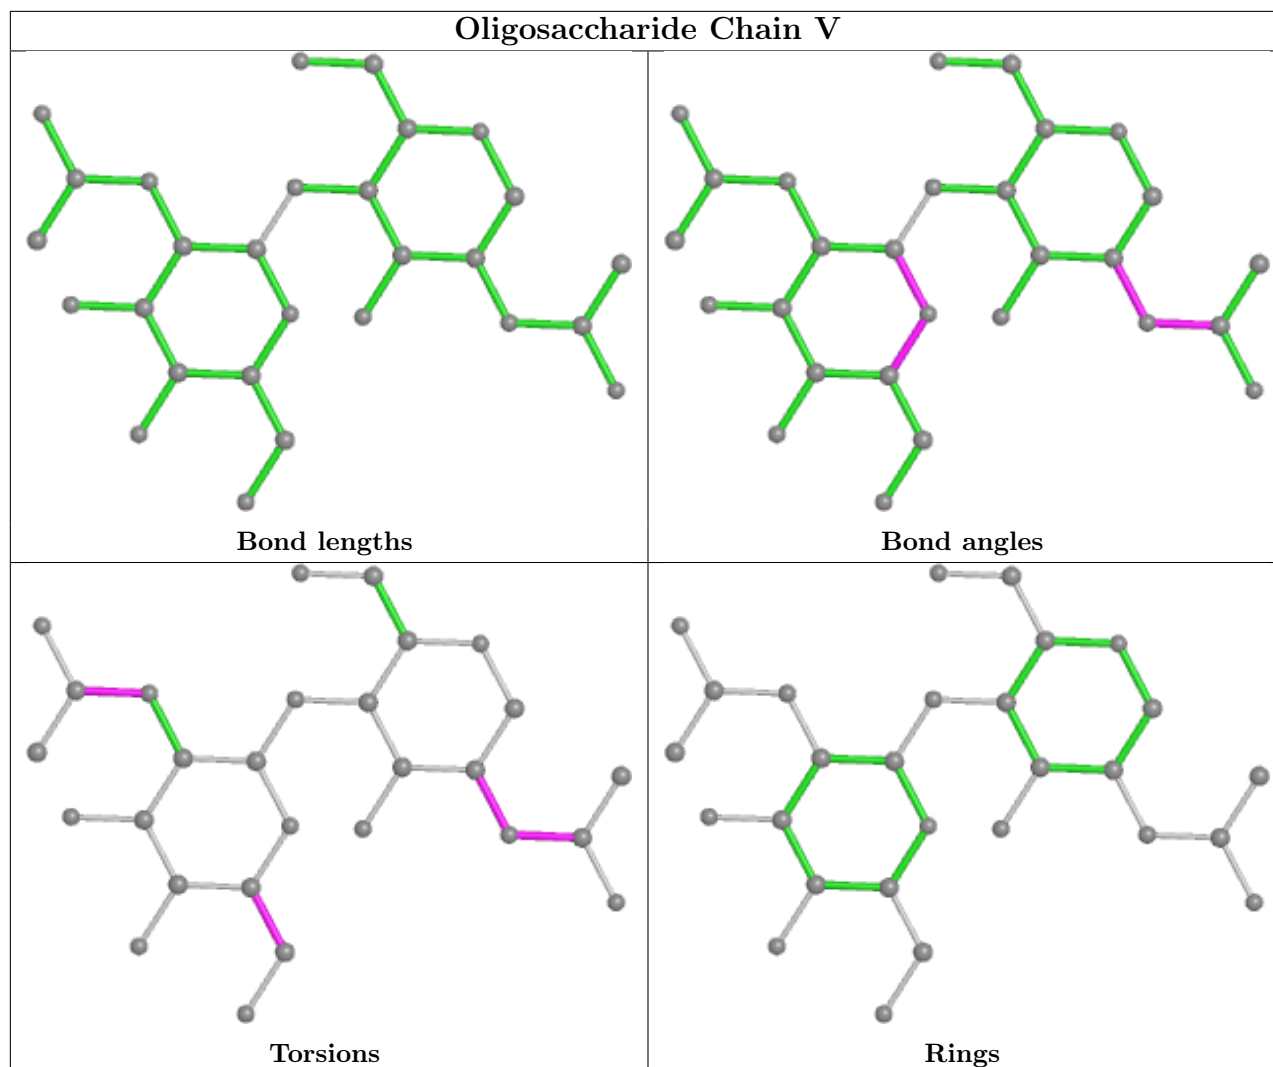 Oligosaccharide Chain V
Bond lengths
Bond angles
Torsions
Rings